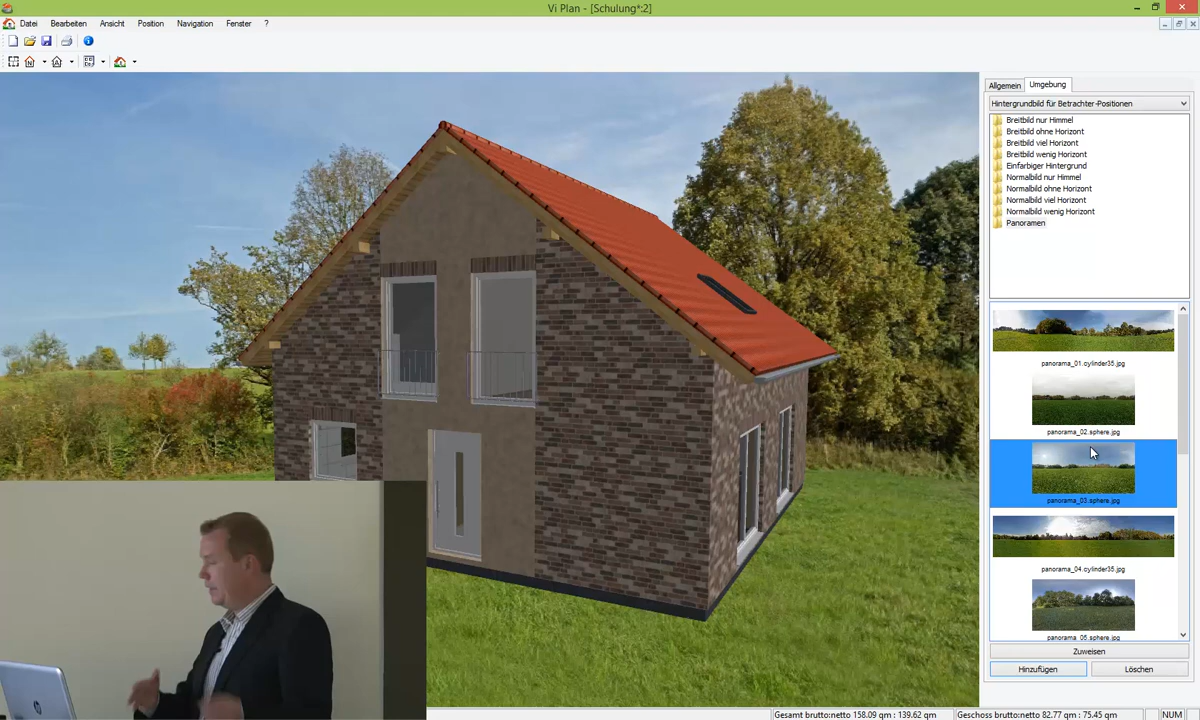 Vi Plan - [Schulung*:2]
Datei Bearbeiten Ansicht Position Navigation Fenster ?
Allgemein Umgebung
Hintergrundbild für Betrachter-Positionen
Breitbild nur Himmel
Breitbild ohne Horizont
Breitbild viel Horizont
Breitbild wenig Horizont
Einfarbiger Hintergrund
Normalbild nur Himmel
Normalbild ohne Horizont
Normalbild viel Horizont
Normalbild wenig Horizont
Panoramen
panorama_01.cylinder35.jpg
panorama_02.sphere.jpg
panorama_03.sphere.jpg
panorama_04.cylinder35.jpg
panorama_05.sphere.jpg
Zuweisen
Hinzufügen Löschen
Gesamt brutto:netto 158.09 qm : 139.62 qm Geschoss brutto:netto 82.77 qm : 75.45 qm NUM